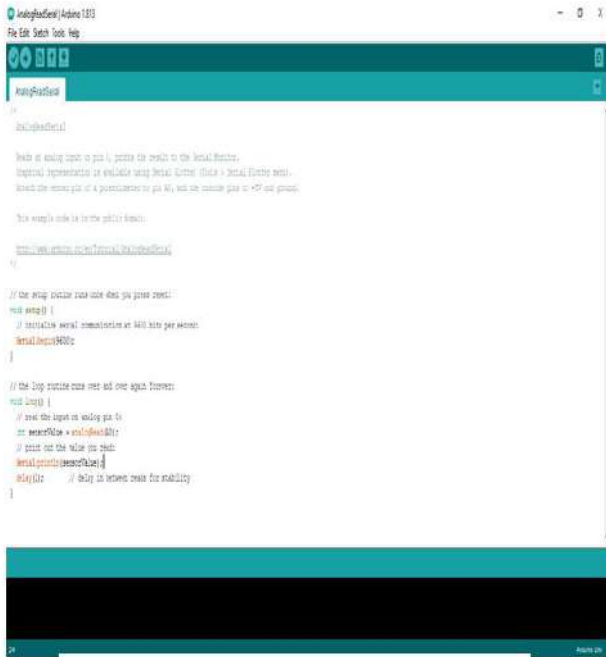 AnalogReadSerial | Arduino 1.8.13
File Edit Sketch Tools Help
AnalogReadSerial
/*
AnalogReadSerial
Reads an analog input on pin 0, prints the result to the Serial Monitor.
Graphical representation is available using Serial Plotter (Tools > Serial Plotter menu).
Attach the center pin of a potentiometer to pin A0, and the outside pins to +5V and ground.
This example code is in the public domain.
http://www.arduino.cc/en/Tutorial/AnalogReadSerial
*/
// the setup routine runs once when you press reset:
void setup() {
// initialize serial communication at 9600 bits per second:
Serial.begin(9600);
}
// the loop routine runs over and over again forever:
void loop() {
// read the input on analog pin 0:
int sensorValue = analogRead(A0);
// print out the value you read:
Serial.println(sensorValue);
delay(1); // delay in between reads for stability
}
24
Arduino Uno